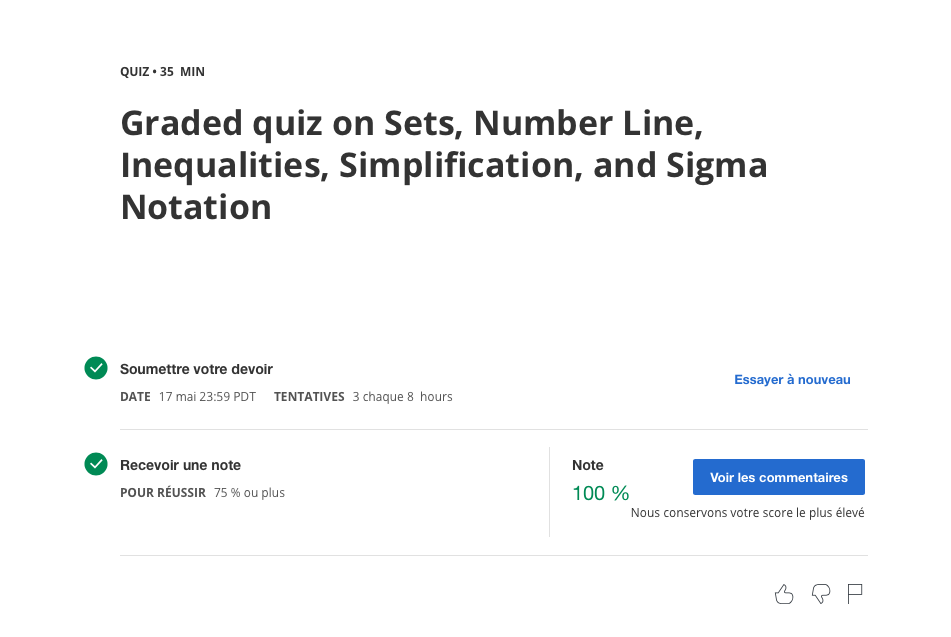 QUIZ • 35 MIN
Graded quiz on Sets, Number Line,
Inequalities, Simplification, and Sigma
Notation
Soumettre votre devoir
DATE 17 mai 23:59 PDT TENTATIVES 3 chaque 8 hours
Essayer à nouveau
Recevoir une note
POUR RÉUSSIR 75 % ou plus
Note
100 %
Voir les commentaires
Nous conservons votre score le plus élevé